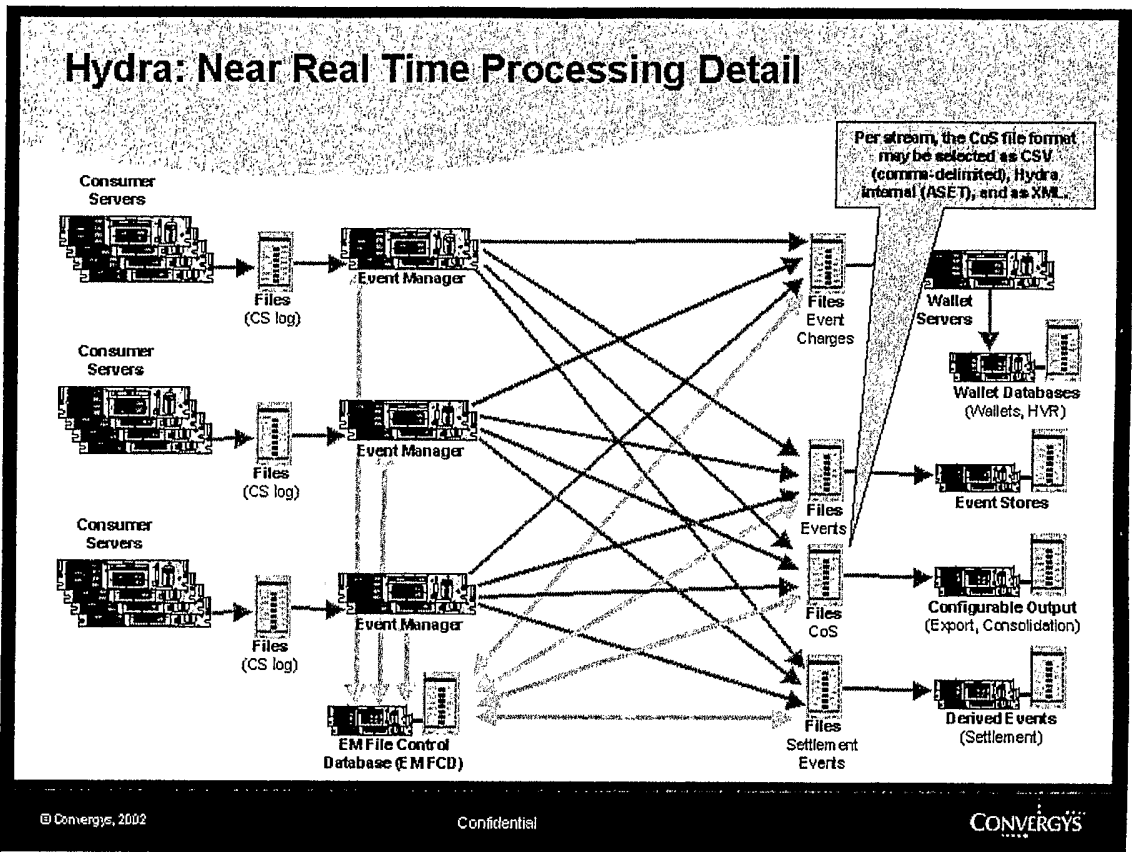 Hydra: Near Real Time Processing Detail
Per stream, the CoS file format
may be selected as CSV
(comma-delimited), Hydra
internal (ASET), and as XML.
Consumer
Servers
Files
(CS log)
Event Manager
Files
Event
Charges
Wallet
Servers
Wallet Databases
(Wallets, HVR)
Consumer
Servers
Files
(CS log)
Event Manager
Files
Events
Event Stores
Consumer
Servers
Files
(CS log)
Event Manager
Files
CoS
Configurable Output
(Export, Consolidation)
EM File Control
Database (EMFCD)
Files
Settlement
Events
Derived Events
(Settlement)
© Convergys, 2002
Confidential
CONVERGYS